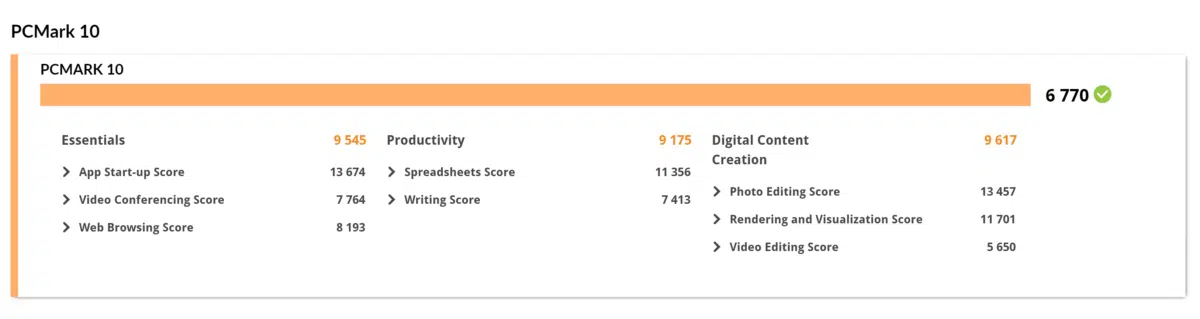 PCMark 10
PCMARK 10
6 770
Essentials 9 545
App Start-up Score 13 674
Video Conferencing Score 7 764
Web Browsing Score 8 193
Productivity 9 175
Spreadsheets Score 11 356
Writing Score 7 413
Digital Content 9 617
Creation
Photo Editing Score 13 457
Rendering and Visualization Score 11 701
Video Editing Score 5 650